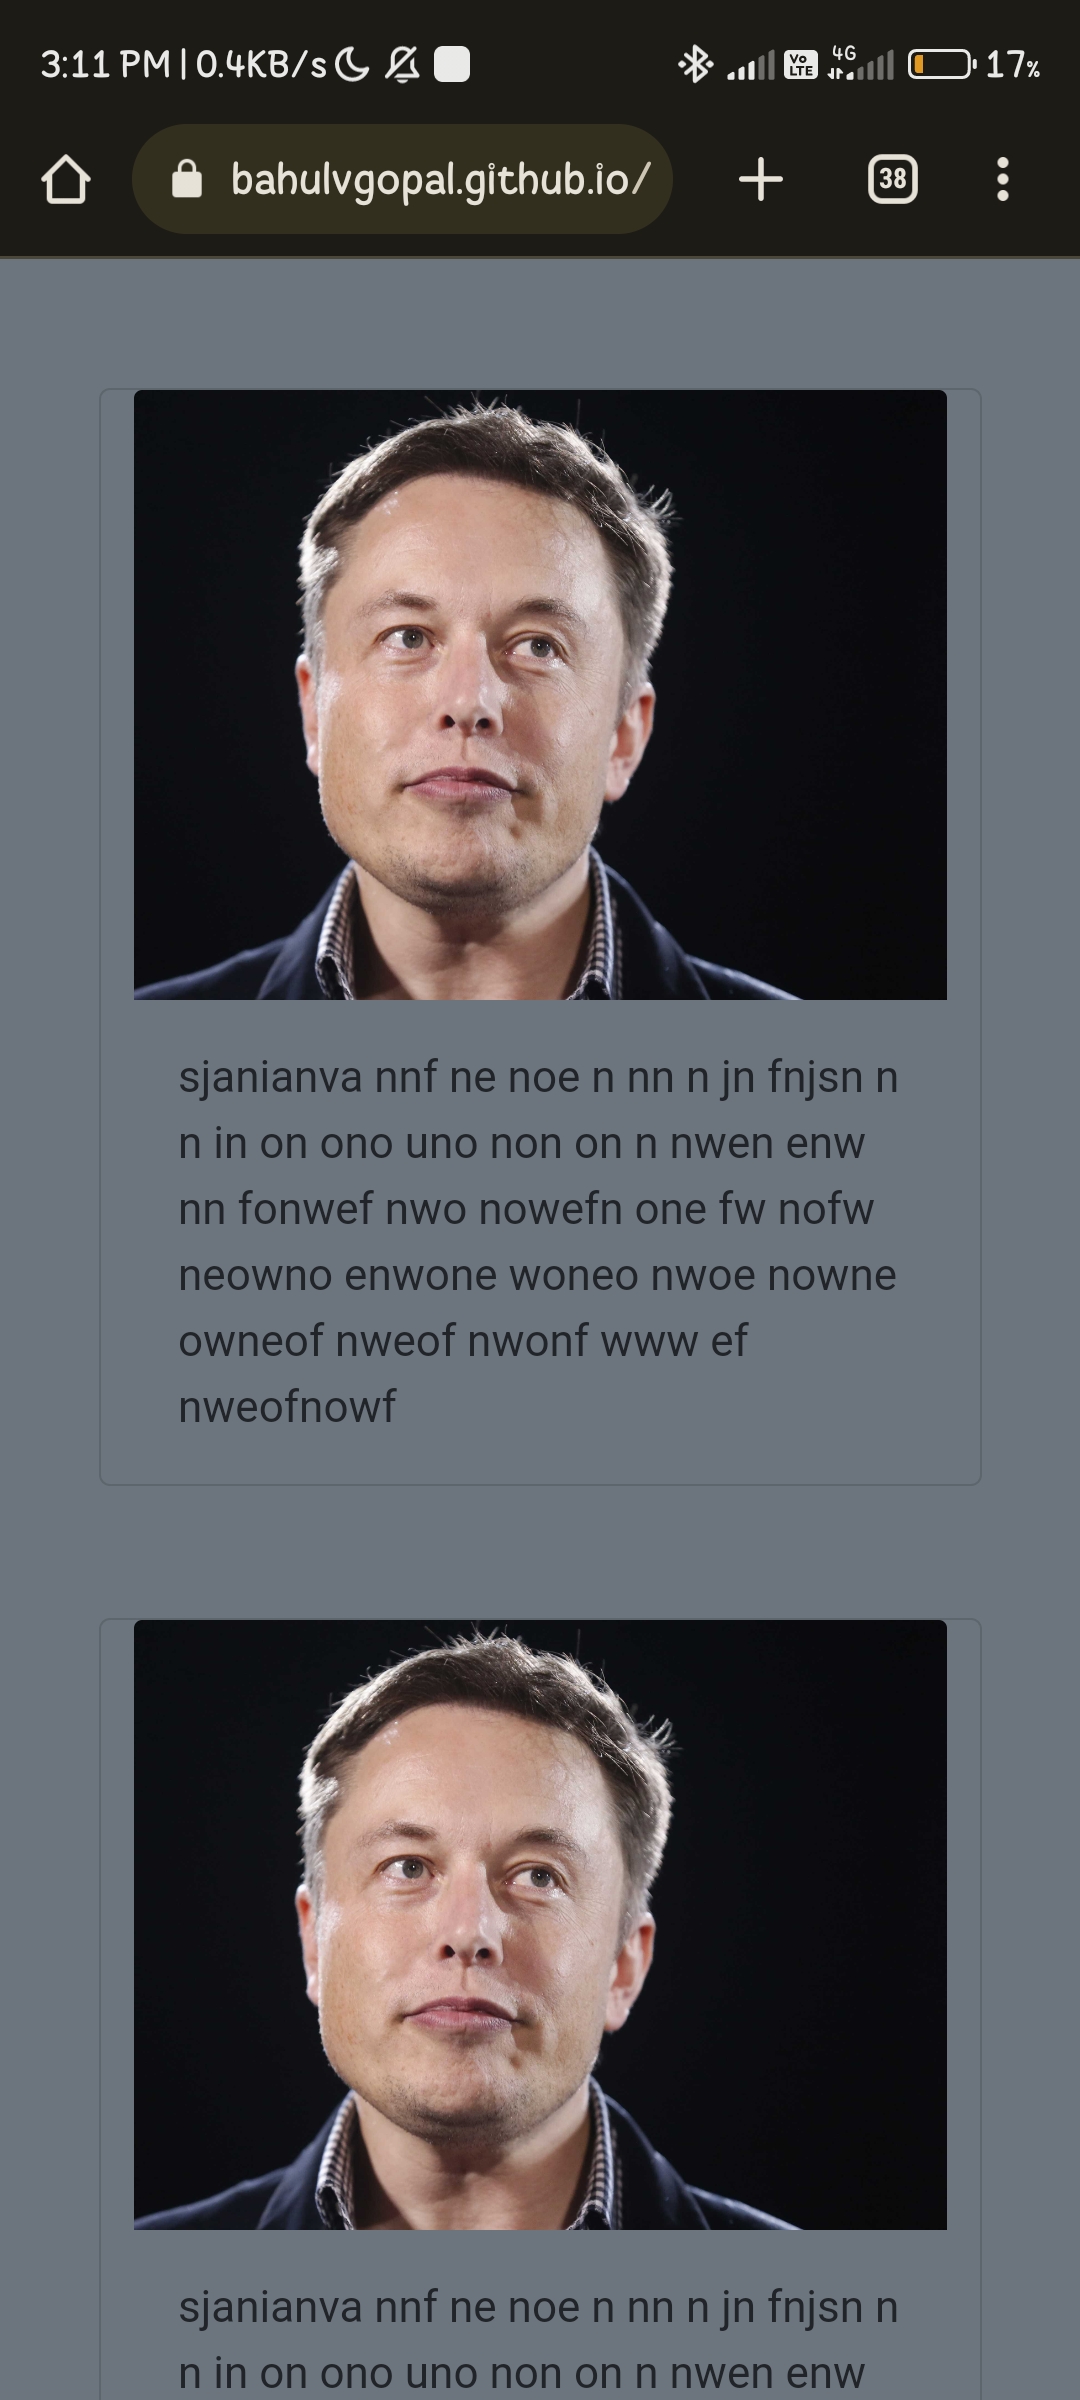 3:11 PM | 0.4KB/s Vo LTE 4G 17%
bahulvgopal.github.io/ 38
sjanianva nnf ne noe n nn n jn fnjsn n
n in on ono uno non on n nwen enw
nn fonwef nwo nowefn one fw nofw
neowno enwone woneo nwoe nowne
owneof nweof nwonf www ef
nweofnowf
sjanianva nnf ne noe n nn n jn fnjsn n
n in on ono uno non on n nwen enw